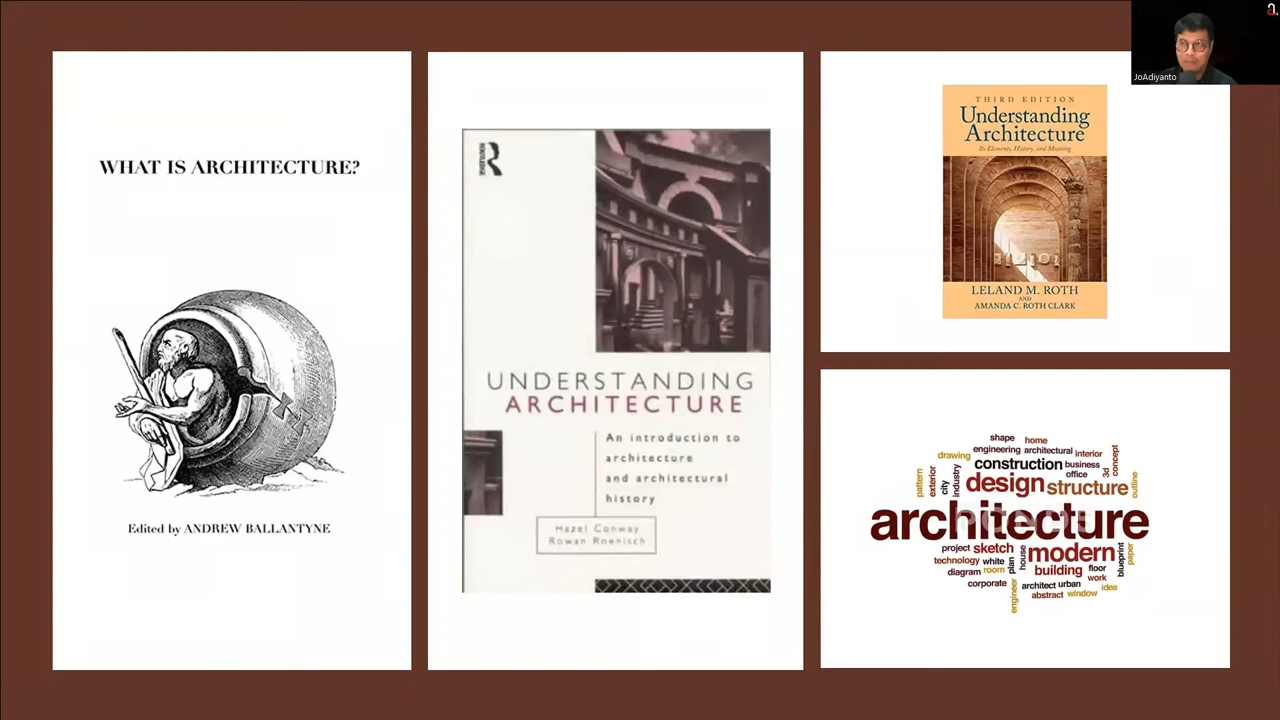 WHAT IS ARCHITECTURE?
Edited by ANDREW BALLANTYNE
ROUTLEDGE
UNDERSTANDING
ARCHITECTURE
An introduction to
architecture
and architectural
history
Hazel Conway
Rowan Roenisch
THIRD EDITION
Understanding
Architecture
Its Elements, History, and Meaning
LELAND M. ROTH
AND
AMANDA C. ROTH CLARK
a.
JoAdiyanto
shape home
engineering architectural interior
drawing
construction business
office
3d
concept
pattern
exterior
city
industry
design structure
outline
architecture
project sketch
technology white
diagram room
corporate
plan
house
modern
building floor
work
blueprint
paper
engineer
architect urban
idea
abstract window